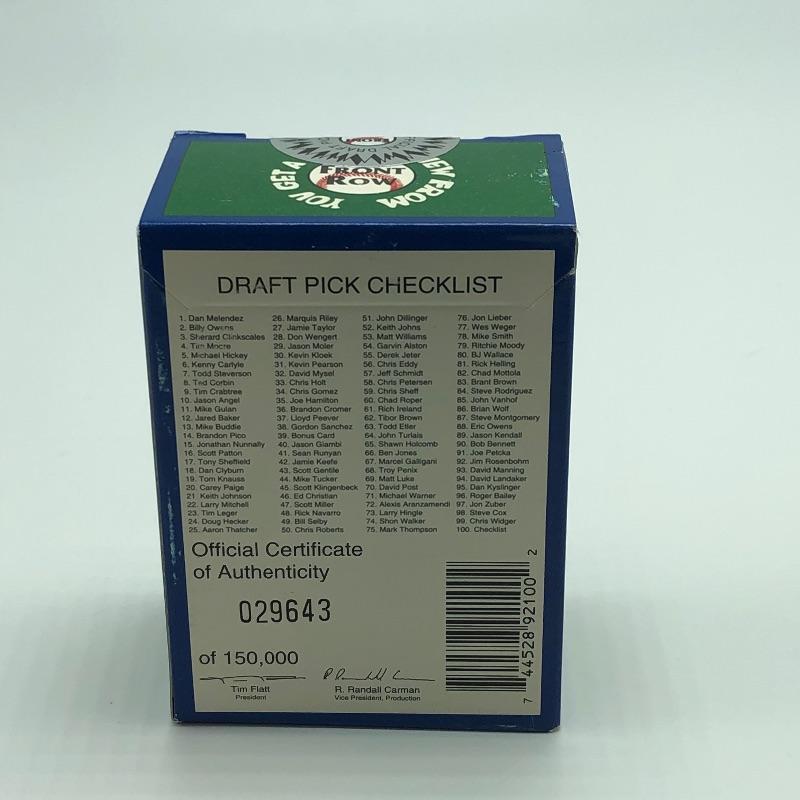 YOU GET A
FRONT
ROW
DRAFT PICK CHECKLIST
1. Dan Melendez
2. Billy Owens
3. Sherard Clinkscales
4. Tim Moore
5. Michael Hickey
6. Kenny Carlyle
7. Todd Steverson
8. Ted Corbin
9. Tim Crabtree
10. Jason Angel
11. Mike Gulan
12. Jared Baker
13. Mike Buddie
14. Brandon Pico
15. Jonathan Nunnally
16. Scott Patton
17. Tony Sheffield
18. Dan Clyburn
19. Tom Knauss
20. Carey Paige
21. Keith Johnson
22. Larry Mitchell
23. Tim Leger
24. Doug Hecker
25. Aaron Thatcher
26. Marquis Riley
27. Jamie Taylor
28. Don Wengert
29. Jason Moler
30. Kevin Kloek
31. Kevin Pearson
32. David Mysel
33. Chris Holt
34. Chris Gomez
35. Joe Hamilton
36. Brandon Cromer
37. Lloyd Peever
38. Gordon Sanchez
39. Bonus Card
40. Jason Giambi
41. Sean Runyan
42. Jamie Keefe
43. Scott Gentile
44. Mike Tucker
45. Scott Klingenbeck
46. Ed Christian
47. Scott Miller
48. Rick Navarro
49. Bill Selby
50. Chris Roberts
51. John Dillinger
52. Keith Johns
53. Matt Williams
54. Garvin Alston
55. Derek Jeter
56. Chris Eddy
57. Jeff Schmidt
58. Chris Petersen
59. Chris Sheff
60. Chad Roper
61. Rich Ireland
62. Tibor Brown
63. Todd Etler
64. John Turlais
65. Shawn Holcomb
66. Ben Jones
67. Marcel Galligani
68. Troy Penix
69. Matt Luke
70. David Post
71. Michael Warner
72. Alexis Aranzamendi
73. Larry Hingle
74. Shon Walker
75. Mark Thompson
76. Jon Lieber
77. Wes Weger
78. Mike Smith
79. Ritchie Moody
80. BJ Wallace
81. Rick Helling
82. Chad Mottola
83. Brant Brown
84. Steve Rodriguez
85. John Vanhof
86. Brian Wolf
87. Steve Montgomery
88. Eric Owens
89. Jason Kendall
90. Bob Bennett
91. Joe Petcka
92. Jim Rosenbohm
93. David Manning
94. David Landaker
95. Dan Kyslinger
96. Roger Bailey
97. Jon Zuber
98. Steve Cox
99. Chris Widger
100. Checklist
Official Certificate
of Authenticity
029643
of 150,000
Tim Flatt
President
R. Randall Carman
Vice President, Production
7 44528 92100 2